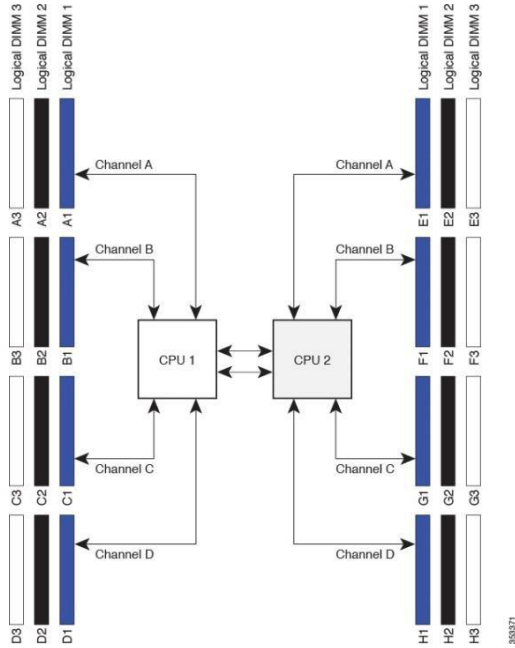 Logical DIMM 3
Logical DIMM 2
Logical DIMM 1
Logical DIMM 1
Logical DIMM 2
Logical DIMM 3
Channel A
Channel A
A3
A2
A1
E1
E2
E3
Channel B
Channel B
B3
B2
B1
F1
F2
F3
CPU 1
CPU 2
Channel C
Channel C
C3
C2
C1
G1
G2
G3
Channel D
Channel D
D3
D2
D1
H1
H2
H3
353371